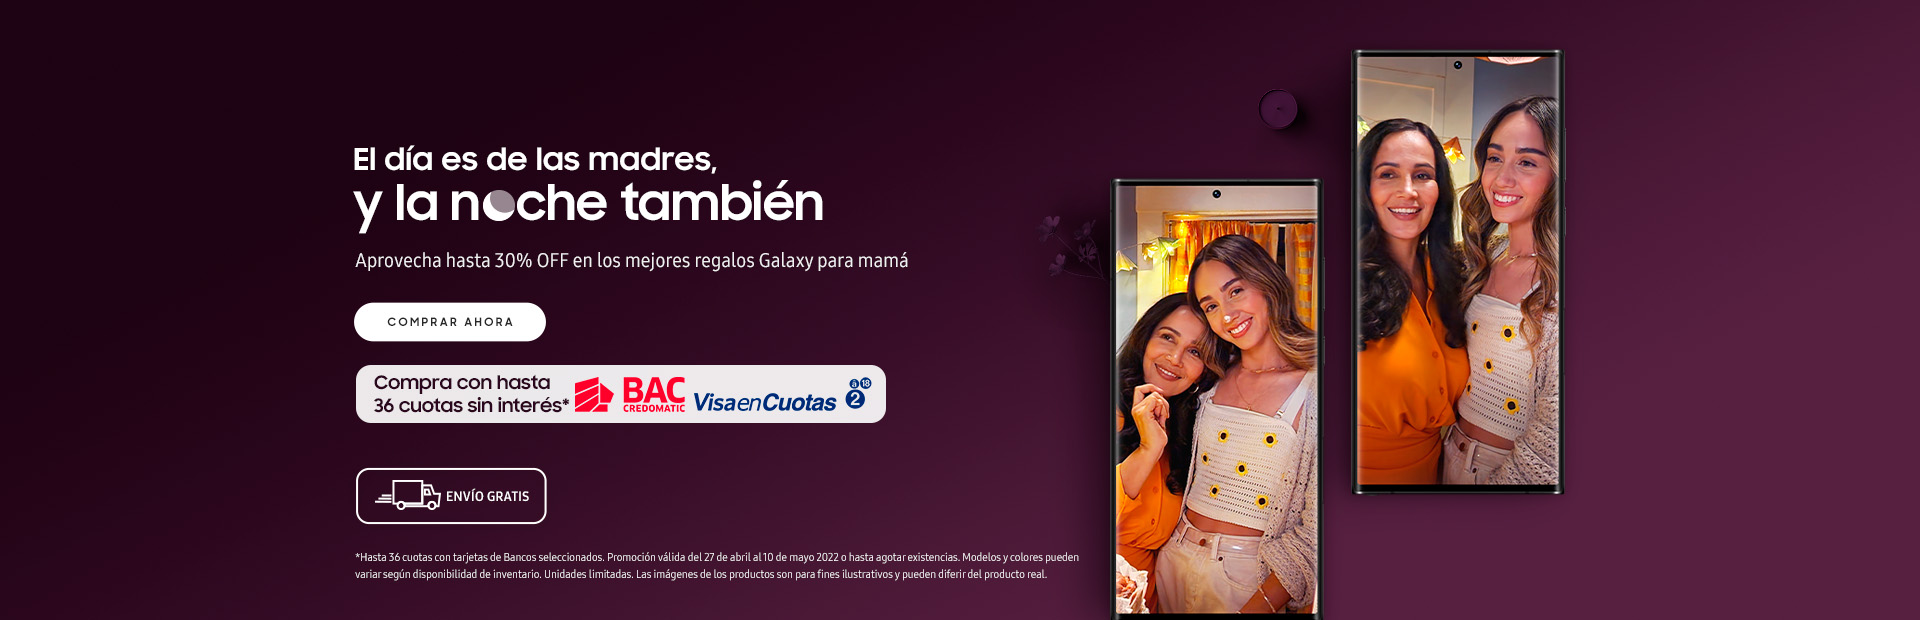 El día es de las madres,
y la noche también
Aprovecha hasta 30% OFF en los mejores regalos Galaxy para mamá
COMPRAR AHORA
Compra con hasta
36 cuotas sin interés*
BAC
CREDOMATIC
VisaenCuotas
2 a 18
ENVÍO GRATIS
*Hasta 36 cuotas con tarjetas de Bancos seleccionados. Promoción válida del 27 de abril al 10 de mayo 2022 o hasta agotar existencias. Modelos y colores pueden
variar según disponibilidad de inventario. Unidades limitadas. Las imágenes de los productos son para fines ilustrativos y pueden diferir del producto real.